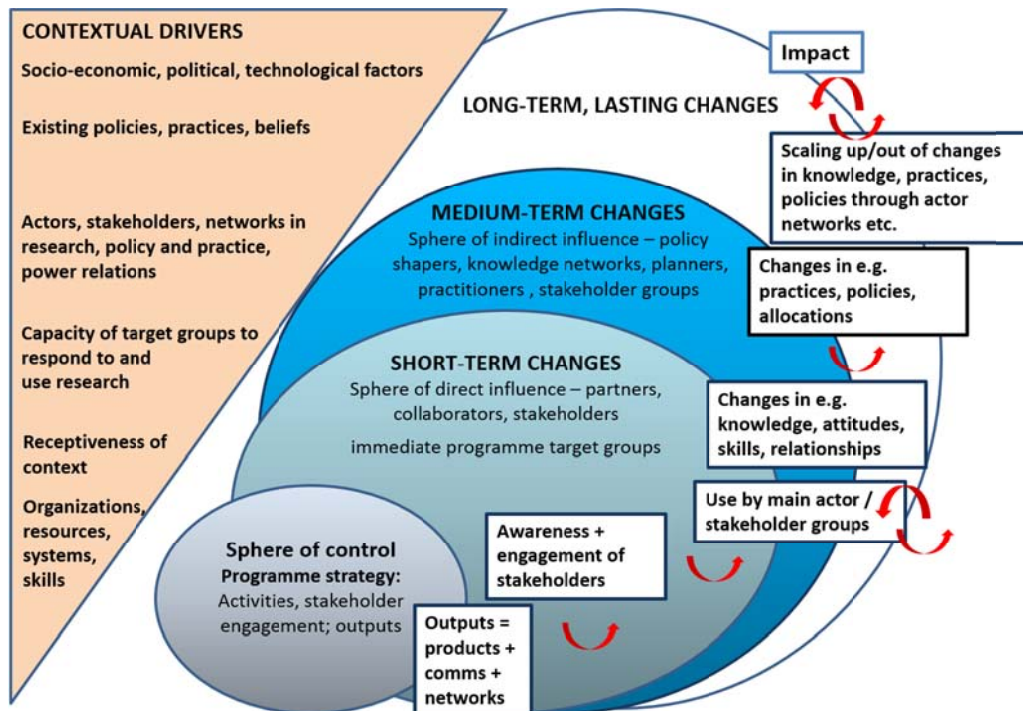 CONTEXTUAL DRIVERS
Socio-economic, political, technological factors
Existing policies, practices, beliefs
Actors, stakeholders, networks in
research, policy and practice,
power relations
Capacity of target groups to
respond to and
use research
Receptiveness of
context
Organizations,
resources,
systems,
skills
Impact
LONG-TERM, LASTING CHANGES
Scaling up/out of changes
in knowledge, practices,
policies through actor
networks etc.
MEDIUM-TERM CHANGES
Sphere of indirect influence – policy
shapers, knowledge networks, planners,
practitioners , stakeholder groups
Changes in e.g.
practices, policies,
allocations
SHORT-TERM CHANGES
Sphere of direct influence – partners,
collaborators, stakeholders
immediate programme target groups
Changes in e.g.
knowledge, attitudes,
skills, relationships
Use by main actor /
stakeholder groups
Awareness +
engagement of
stakeholders
Sphere of control
Programme strategy:
Activities, stakeholder
engagement; outputs
Outputs =
products +
comms +
networks